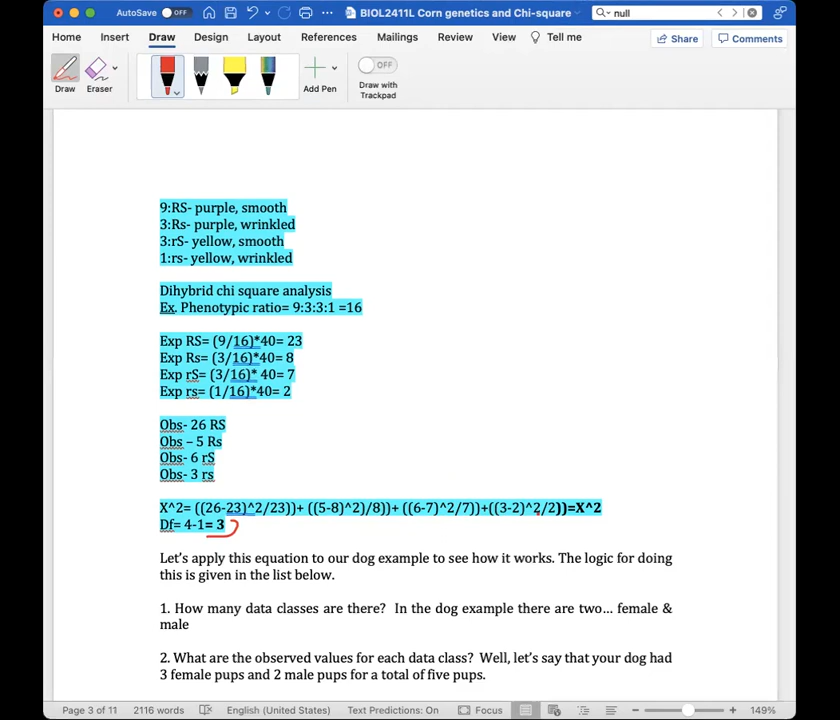 AutoSave OFF BIOL2411L Corn genetics and Chi-square null
Home Insert Draw Design Layout References Mailings Review View Tell me Share Comments
OFF
Draw Eraser Add Pen Draw with
Trackpad
9:RS- purple, smooth
3:Rs- purple, wrinkled
3:rS- yellow, smooth
1:rs- yellow, wrinkled
Dihybrid chi square analysis
Ex. Phenotypic ratio= 9:3:3:1 =16
Exp RS= (9/16)*40= 23
Exp Rs= (3/16)*40= 8
Exp rS= (3/16)* 40= 7
Exp rs= (1/16)*40= 2
Obs- 26 RS
Obs – 5 Rs
Obs- 6 rS
Obs- 3 rs
X^2= ((26-23)^2/23))+ ((5-8)^2)/8))+ ((6-7)^2/7))+((3-2)^2/2))=X^2
Df= 4-1= 3
Let’s apply this equation to our dog example to see how it works. The logic for doing
this is given in the list below.
1. How many data classes are there?  In the dog example there are two… female &
male
2. What are the observed values for each data class?  Well, let’s say that your dog had
3 female pups and 2 male pups for a total of five pups.
Page 3 of 11 2116 words English (United States) Text Predictions: On Focus 149%